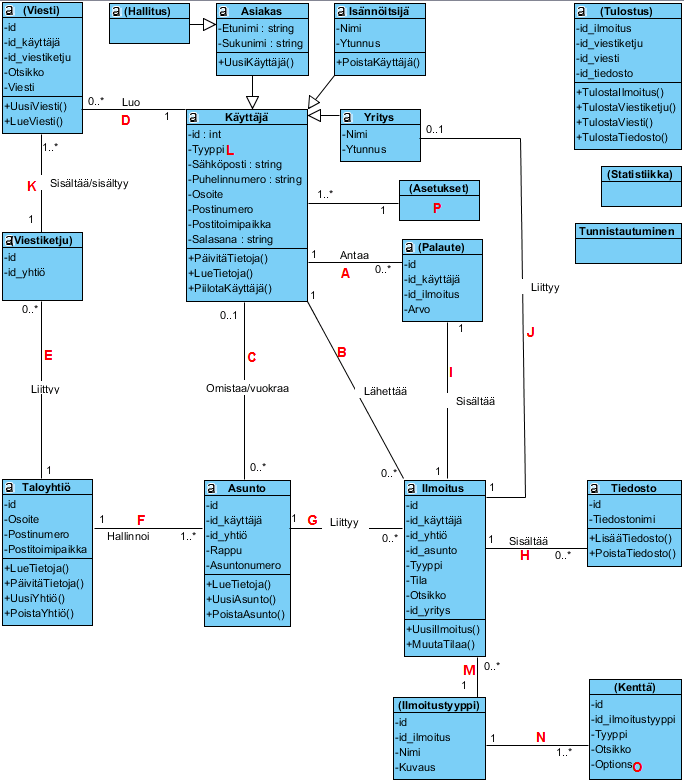 a (Viesti)
-id
-id_käyttäjä
-id_viestiketju
-Otsikko
-Viesti
+UusiViesti()
+LueViesti()
a (Hallitus)
a Asiakas
-Etunimi : string
-Sukunimi : string
+UusiKäyttäjä()
a Isännöitsijä
-Nimi
-Ytunnus
+PoistaKäyttäjä()
a (Tulostus)
-id_ilmoitus
-id_viestiketju
-id_viesti
-id_tiedosto
+TulostaIlmoitus()
+TulostaViestiketju()
+TulostaViesti()
+TulostaTiedosto()
0..*
Luo
D
1
a Käyttäjä
-id : int
-Tyyppi L
-Sähköposti : string
-Puhelinnumero : string
-Osoite
-Postinumero
-Postitoimipaikka
-Salasana : string
+PäivitäTietoja()
+LueTietoja()
+PiilotaKäyttäjä()
a Yritys
-Nimi
-Ytunnus
0..1
1..*
K
Sisältää/sisältyy
1
(Statistiikka)
1..*
1
(Asetukset)
P
Tunnistautuminen
a (Viestiketju)
-id
-id_yhtiö
1
Antaa
A
0..*
a (Palaute)
-id
-id_käyttäjä
-id_ilmoitus
-Arvo
Liittyy
J
0..*
0..1
1
1
E
Liittyy
1
C
Omistaa/vuokraa
0..*
B
Lähettää
0..*
I
Sisältää
1
a Taloyhtiö
-id
-Osoite
-Postinumero
-Postitoimipaikka
+LueTietoja()
+PäivitäTietoja()
+UusiYhtiö()
+PoistaYhtiö()
1
F
Hallinnoi
1..*
a Asunto
-id
-id_käyttäjä
-id_yhtiö
-Rappu
-Asuntonumero
+LueTietoja()
+UusiAsunto()
+PoistaAsunto()
1
G
Liittyy
0..*
a Ilmoitus
-id
-id_käyttäjä
-id_yhtiö
-id_asunto
-Tyyppi
-Tila
-Otsikko
-id_yritys
+UusiIlmoitus()
+MuutaTilaa()
1
1
Sisältää
H
0..*
a Tiedosto
-id
-Tiedostonimi
+LisääTiedosto()
+PoistaTiedosto()
M
0..*
1
(Ilmoitustyyppi)
-id
-id_ilmoitus
-Nimi
-Kuvaus
1
N
1..*
(Kenttä)
-id
-id_ilmoitustyyppi
-Tyyppi
-Otsikko
-Options O